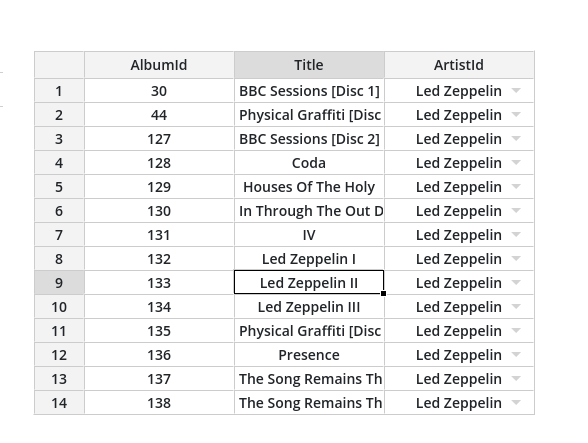 AlbumId Title ArtistId
1 30 BBC Sessions [Disc 1] Led Zeppelin
2 44 Physical Graffiti [Disc Led Zeppelin
3 127 BBC Sessions [Disc 2] Led Zeppelin
4 128 Coda Led Zeppelin
5 129 Houses Of The Holy Led Zeppelin
6 130 In Through The Out D Led Zeppelin
7 131 IV Led Zeppelin
8 132 Led Zeppelin I Led Zeppelin
9 133 Led Zeppelin II Led Zeppelin
10 134 Led Zeppelin III Led Zeppelin
11 135 Physical Graffiti [Disc Led Zeppelin
12 136 Presence Led Zeppelin
13 137 The Song Remains Th Led Zeppelin
14 138 The Song Remains Th Led Zeppelin